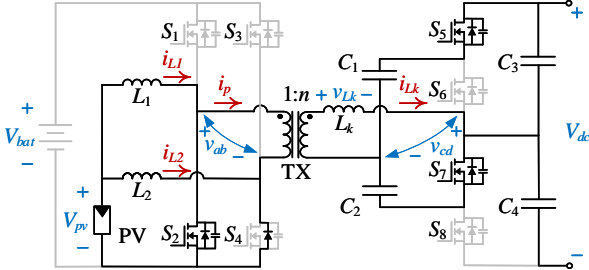 S1 S3 S5
iL1 ip 1:n + vLk − iLk C1 C3 +
L1 Lk S6
+ Vbat −
+ vab − TX
+ vcd −
Vdc
iL2
L2
+ Vpv − PV
S2 S4 C2 S7 C4
S8 −